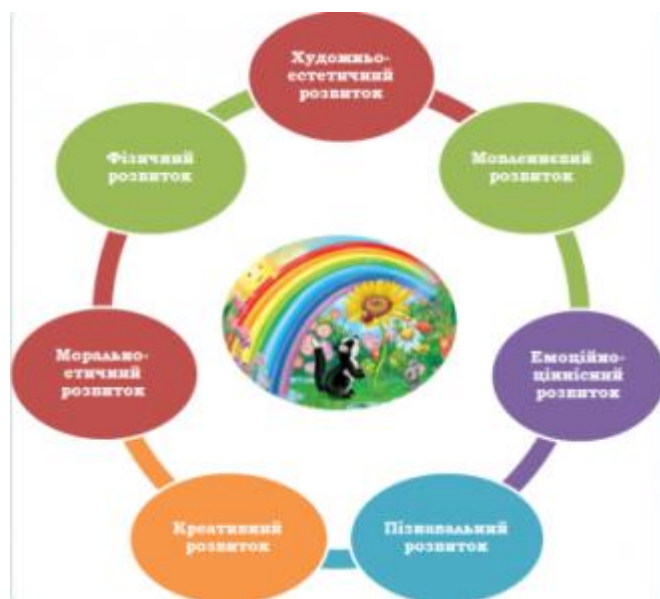 Художньо-
естетичний
розвиток
Мовленнєвий
розвиток
Емоційно-
ціннісний
розвиток
Пізнавальний
розвиток
Креативний
розвиток
Морально-
етичний
розвиток
Фізичний
розвиток